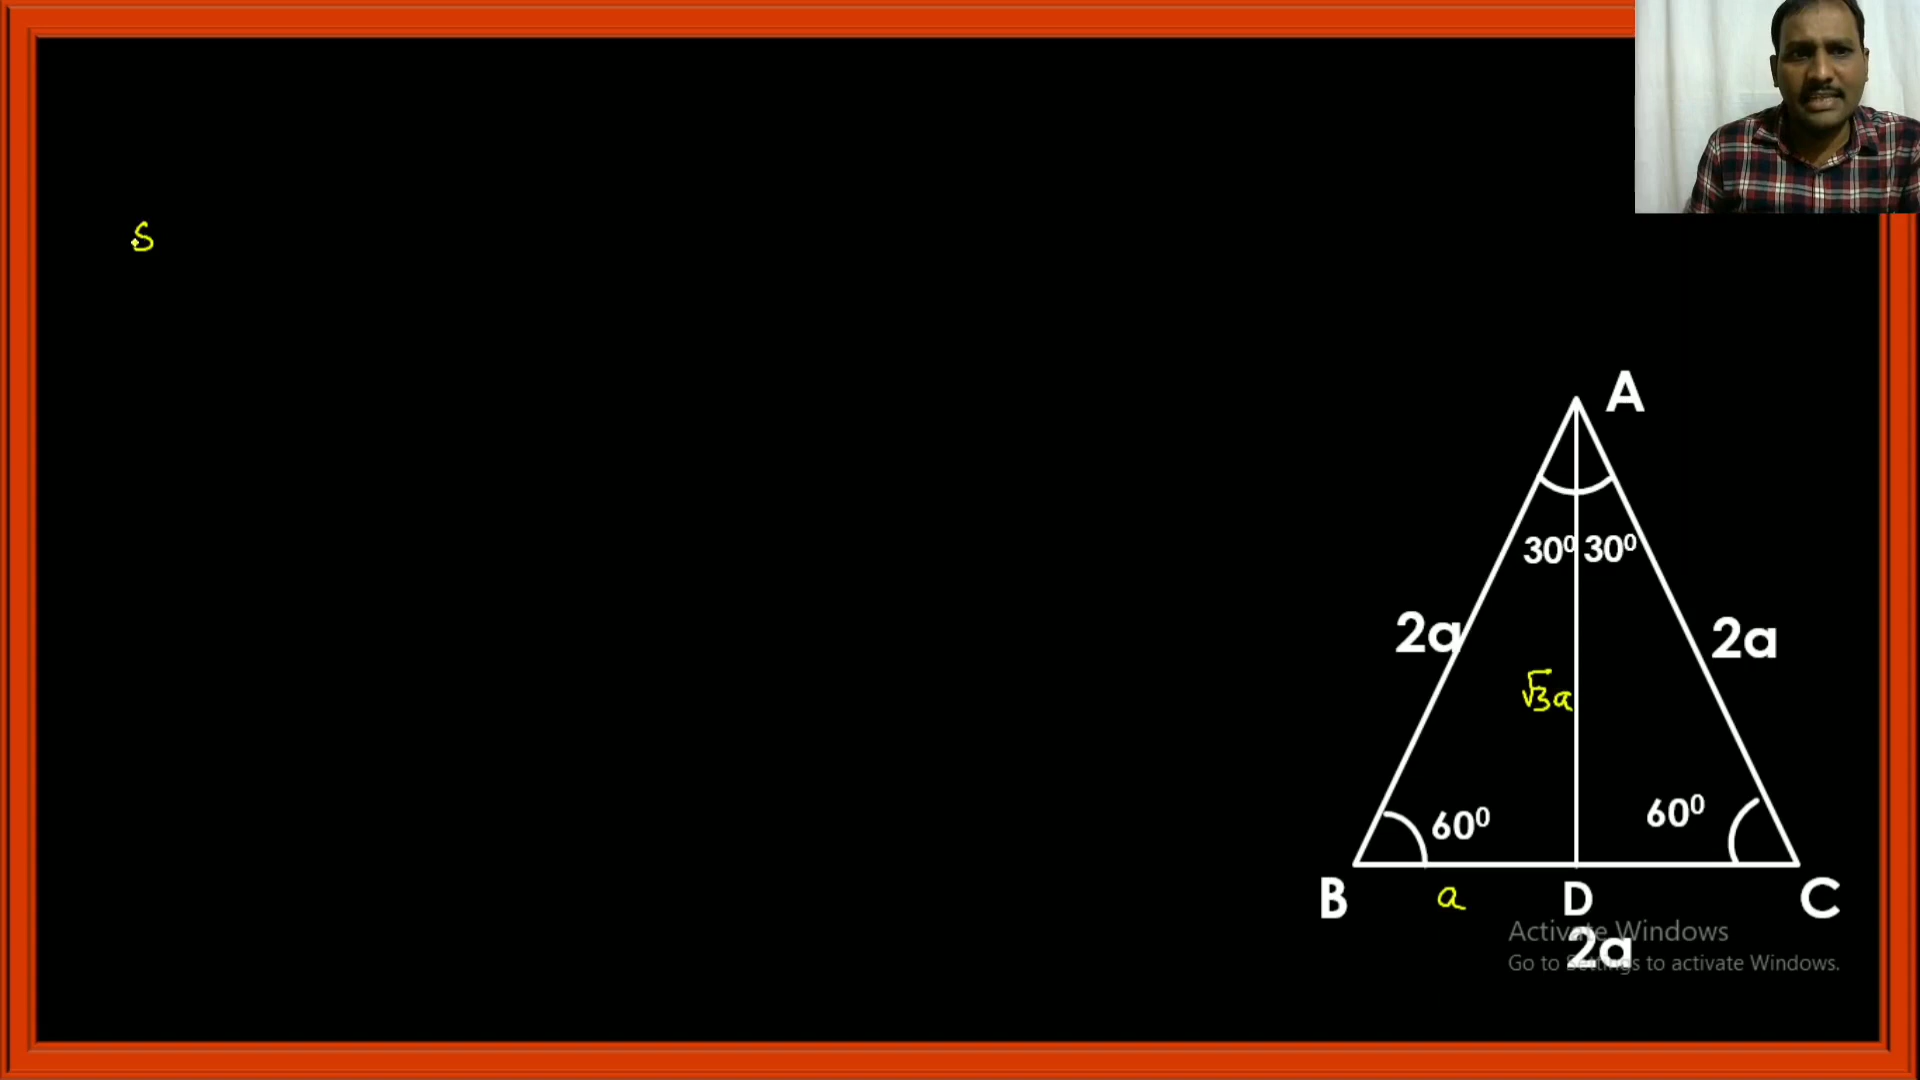 S
A
30⁰ 30⁰
2a 2a
√3a
60⁰ 60⁰
B a D C
2a
Activate Windows
Go to Settings to activate Windows.